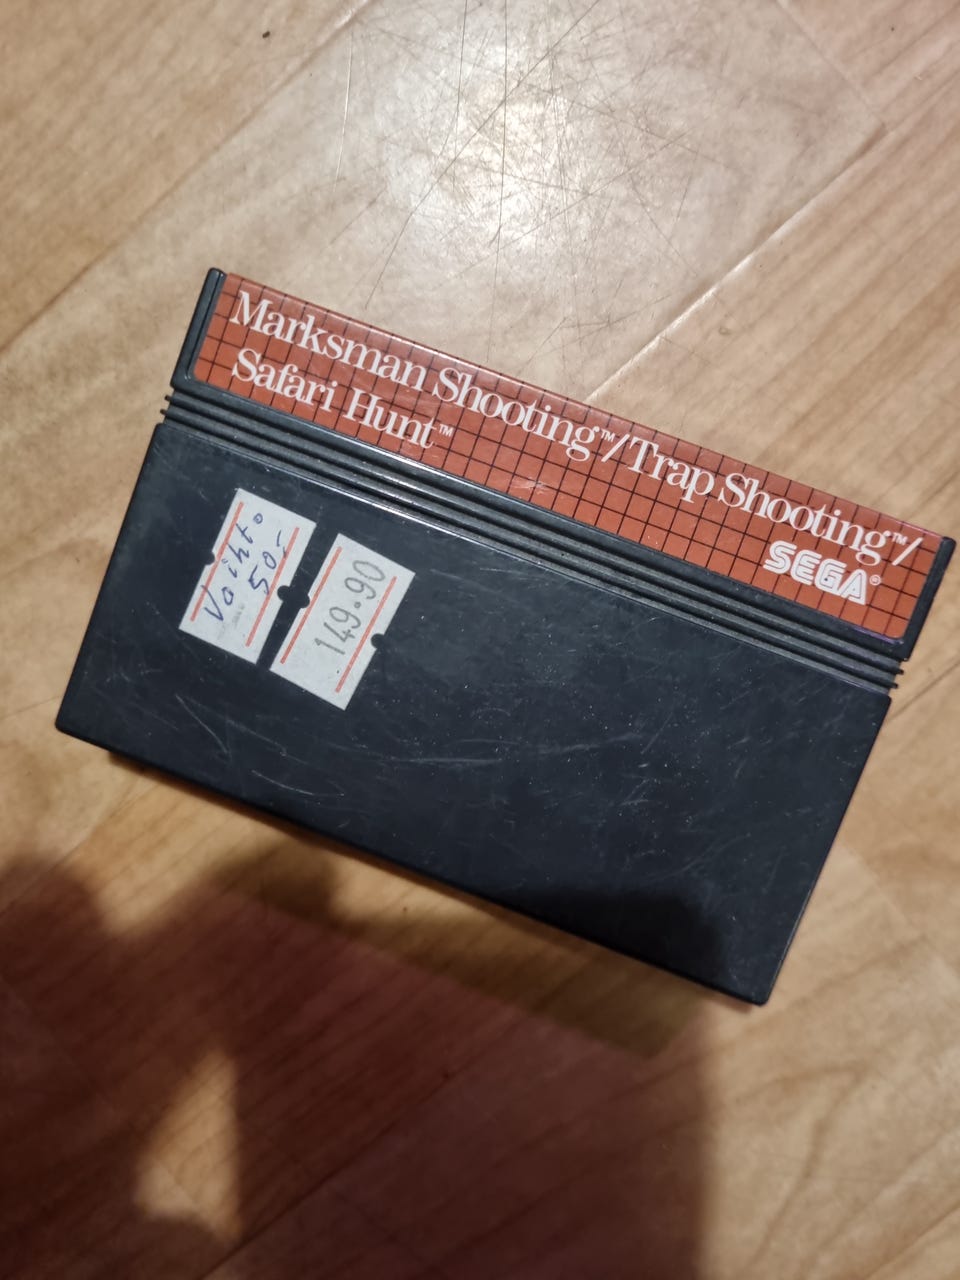 Marksman Shooting™/Trap Shooting™/
Safari Hunt™
SEGA®
Vaihto
50,-
149.90